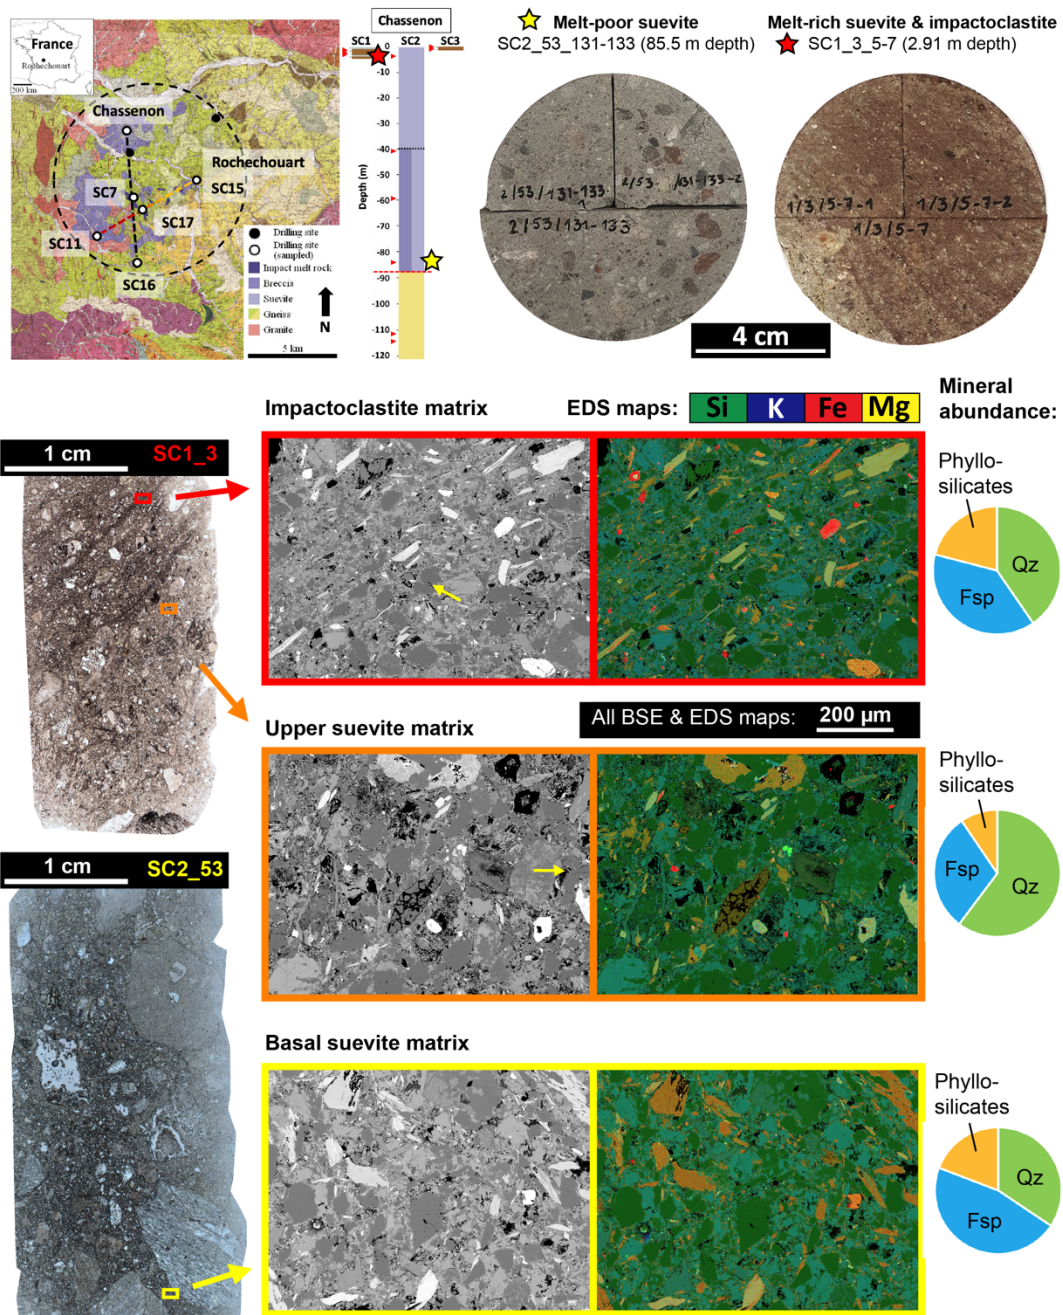 France
Rochechouart
200 km
Chassenon
Rochechouart
SC7
SC15
SC17
SC11
SC16
Drilling site
Drilling site
(sampled)
Impact melt rock
Breccia
Suevite
Gneiss
Granite
N
5 km
Chassenon
SC1 SC2 SC3
Depth (m)
0
-10
-20
-30
-40
-50
-60
-70
-80
-90
-100
-110
-120
Melt-poor suevite
SC2_53_131-133 (85.5 m depth)
Melt-rich suevite & impactoclastite
SC1_3_5-7 (2.91 m depth)
2/53/131-133
1
2/53/131-133-2
2/53/131-133
1/3/5-7-1
1/3/5-7-2
1/3/5-7
4 cm
Impactoclastite matrix
EDS maps: Si K Fe Mg
Mineral
abundance:
1 cm SC1_3
Phyllo-
silicates
Qz
Fsp
Upper suevite matrix
All BSE & EDS maps: 200 µm
Phyllo-
silicates
Fsp
Qz
1 cm SC2_53
Basal suevite matrix
Phyllo-
silicates
Qz
Fsp